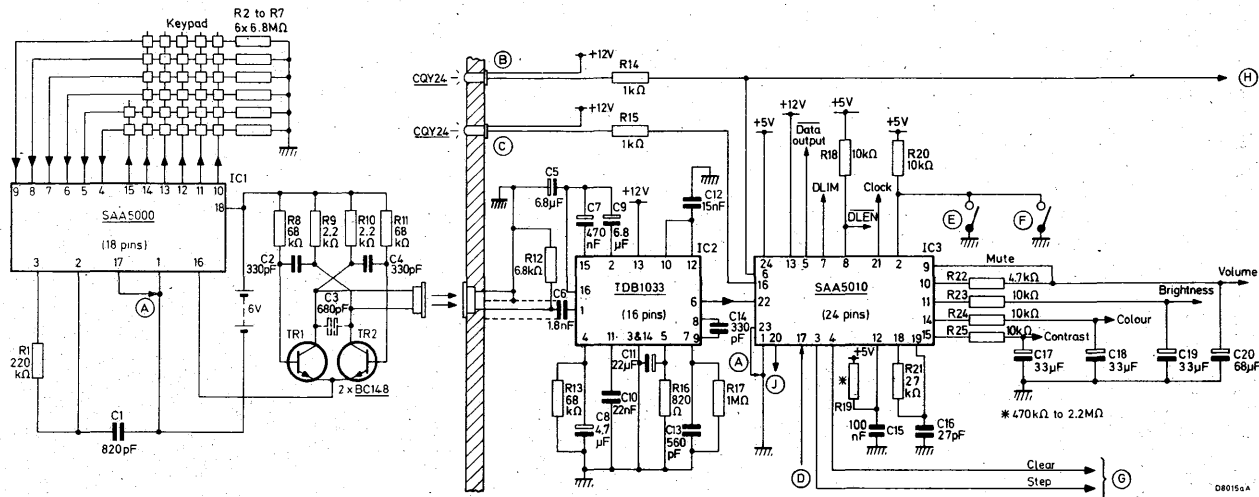 R2 to R7
6x 6.8MΩ
Keypad
9 8 7 6 5 4 15 14 13 12 11 10
IC1
SAA5000
(18 pins)
18
3 2 17 1 16
A
R1
220
kΩ
C1
820pF
6V
R8
68
kΩ
R9
2.2
kΩ
R10
2.2
kΩ
R11
68
kΩ
C2
330pF
C4
330pF
C3
680pF
TR1
TR2
2 x BC148
CQY24
B
+12V
R14
1kΩ
H
CQY24
C
+12V
R15
1kΩ
C5
6.8µF
C7
470
nF
C9
6.8
µF
+12V
C12
15nF
R12
6.8kΩ
C6
1.8nF
IC2
15 2 13 10 12
16
1
TDB1033
(16 pins)
6
8
9
4 11 3&14 5 7
C14
330
pF
R13
68
kΩ
C8
4.7
µF
C10
22nF
C11
22µF
R16
820
Ω
C13
560
pF
R17
1MΩ
+5V
+12V
Data
output
+5V
R18
10kΩ
DLIM
DLEN
Clock
+5V
R20
10kΩ
E
F
IC3
24 13 5 7 8 21 2
6
16
22
23
SAA5010
(24 pins)
9
10
11
14
15
1 20 17 3 4 12 18 19
A
J
D
Mute
R22
4.7kΩ
R23
10kΩ
R24
10kΩ
R25
10kΩ
Volume
Brightness
Colour
Contrast
C17
33µF
C18
33µF
C19
33µF
C20
68µF
+5V
*
R19
100
nF
C15
R21
27
kΩ
C16
27pF
* 470kΩ to 2.2MΩ
Clear
Step
G
D8015aA